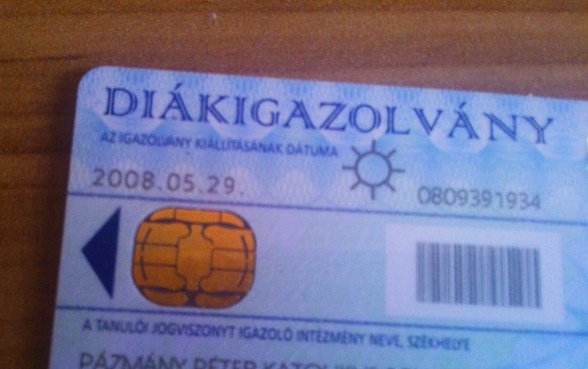 DIÁKIGAZOLVÁNY
AZ IGAZOLVÁNY KIÁLLÍTÁSÁNAK DÁTUMA
2008.05.29.
0809391934
A TANULÓI JOGVISZONYT IGAZOLÓ INTÉZMÉNY NEVE, SZÉKHELYE
PÁZMÁNY PÉTER